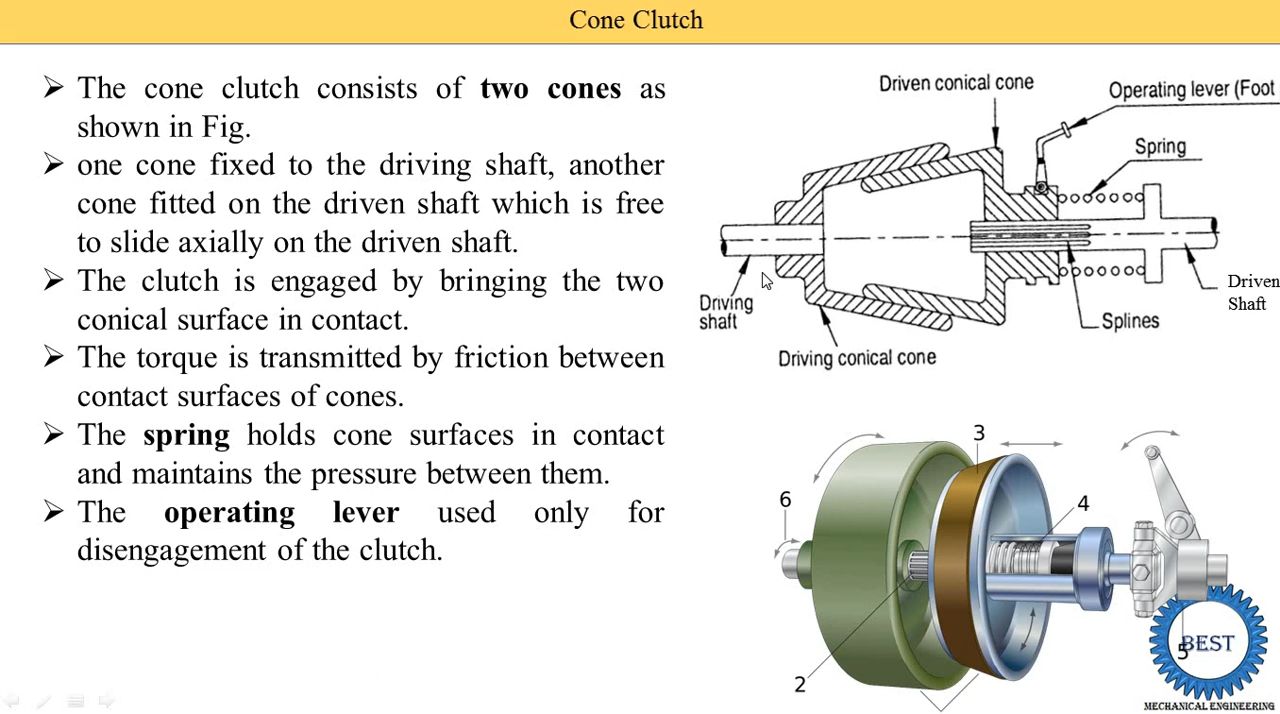 Cone Clutch
➢ The cone clutch consists of two cones as
shown in Fig.
➢ one cone fixed to the driving shaft, another
cone fitted on the driven shaft which is free
to slide axially on the driven shaft.
➢ The clutch is engaged by bringing the two
conical surface in contact.
➢ The torque is transmitted by friction between
contact surfaces of cones.
➢ The spring holds cone surfaces in contact
and maintains the pressure between them.
➢ The operating lever used only for
disengagement of the clutch.
Driven conical cone
Operating lever (Foot
Spring
Driving
shaft
Driven
Shaft
Splines
Driving conical cone
3
6
4
2
5
BEST
MECHANICAL ENGINEERING